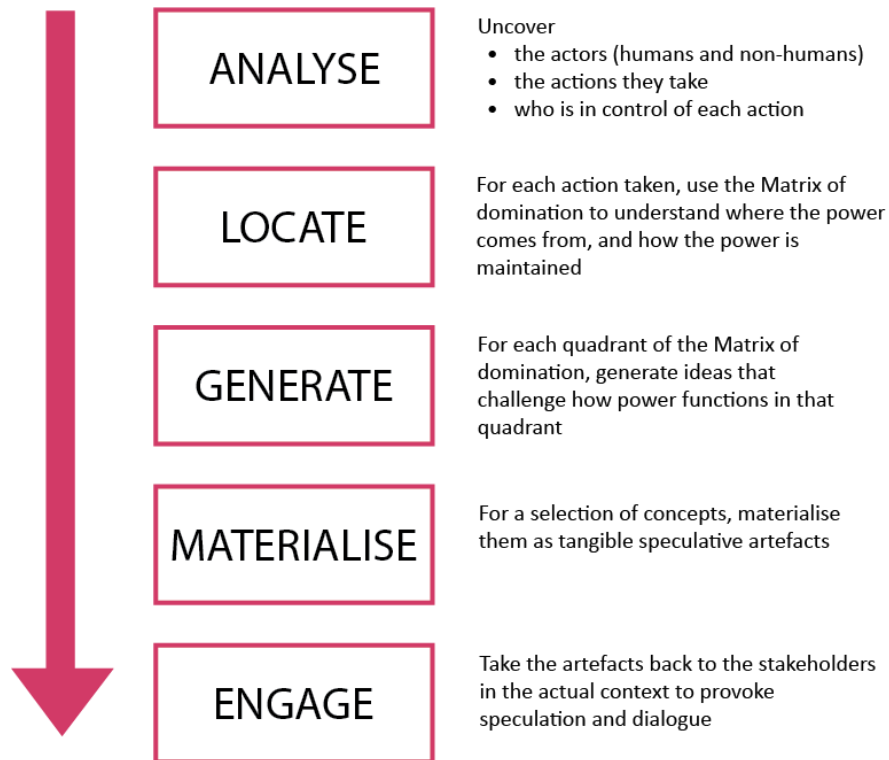 ANALYSE
Uncover
• the actors (humans and non-humans)
• the actions they take
• who is in control of each action
LOCATE
For each action taken, use the Matrix of
domination to understand where the power
comes from, and how the power is
maintained
GENERATE
For each quadrant of the Matrix of
domination, generate ideas that
challenge how power functions in that
quadrant
MATERIALISE
For a selection of concepts, materialise
them as tangible speculative artefacts
ENGAGE
Take the artefacts back to the stakeholders
in the actual context to provoke
speculation and dialogue